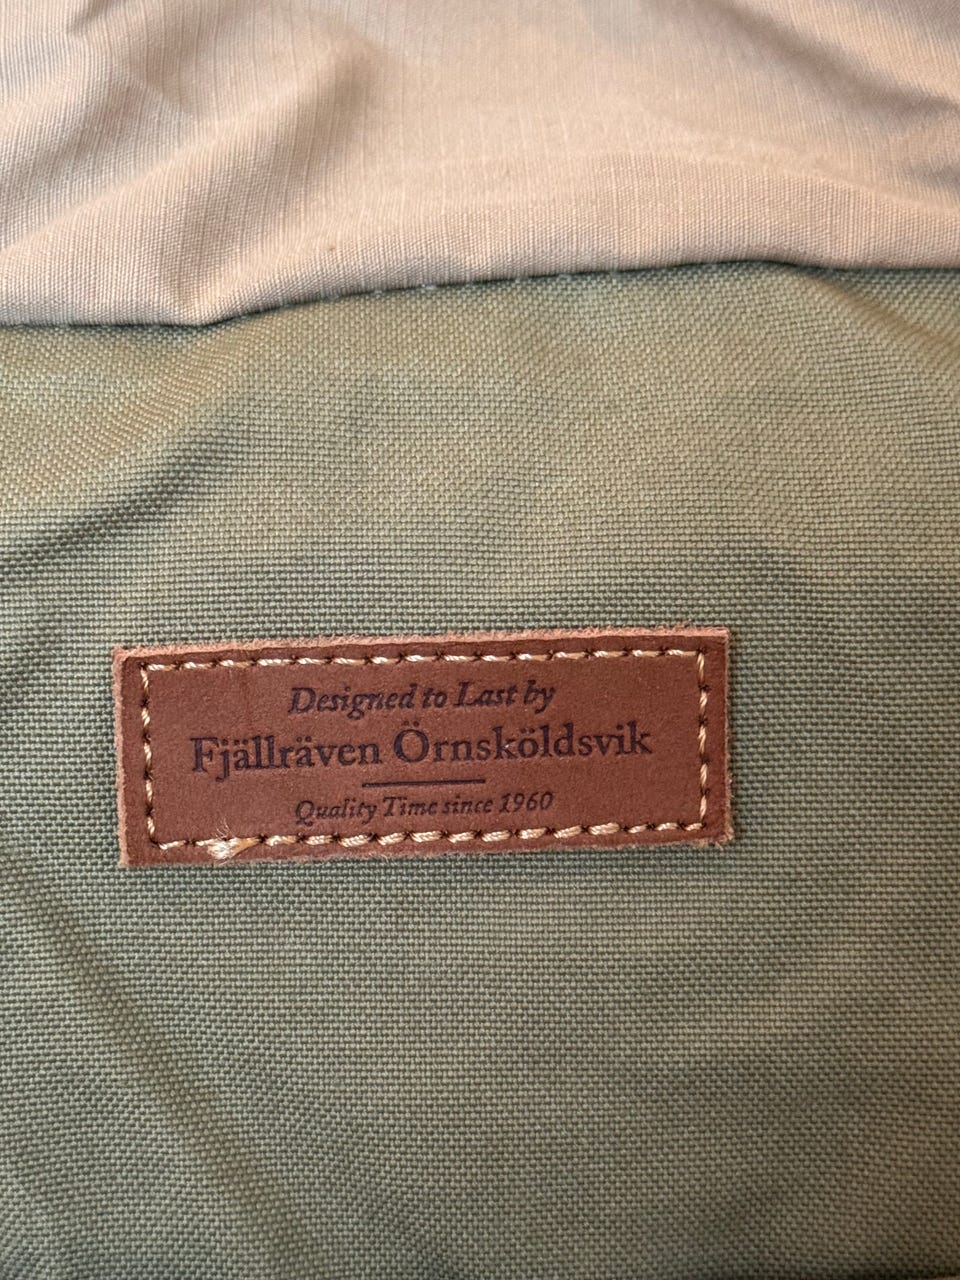 Designed to Last by
Fjällräven Örnsköldsvik
Quality Time since 1960